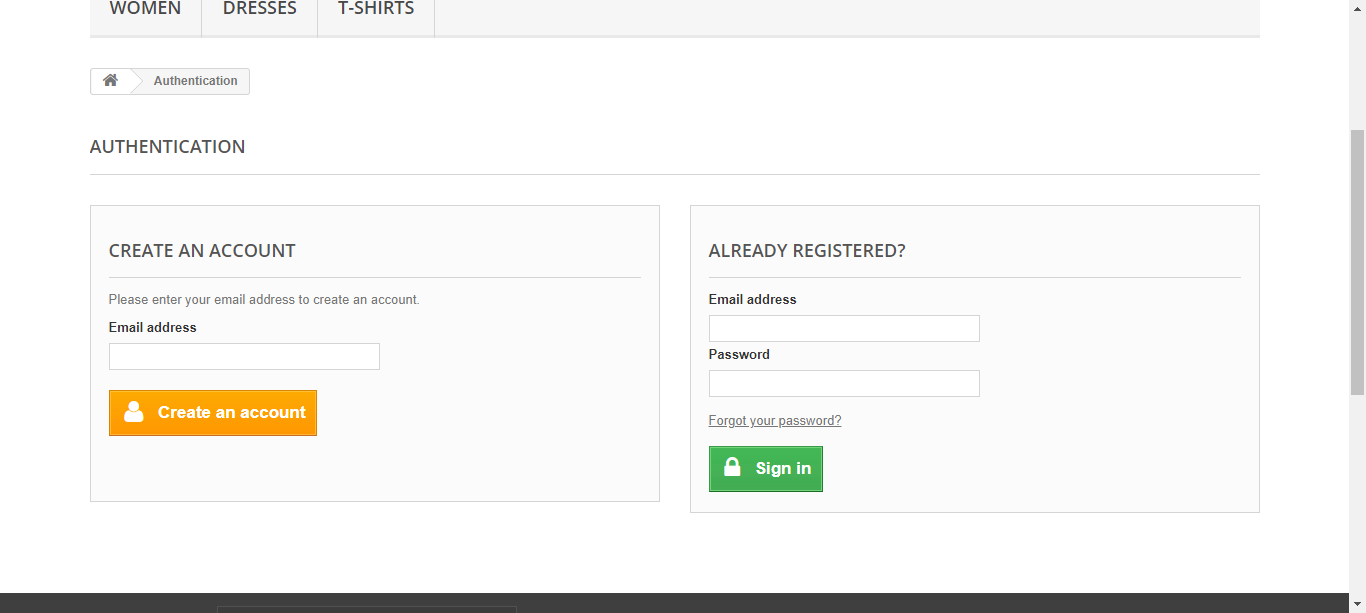 WOMEN
DRESSES
T-SHIRTS
Authentication
AUTHENTICATION
CREATE AN ACCOUNT
Please enter your email address to create an account.
Email address
Create an account
ALREADY REGISTERED?
Email address
Password
Forgot your password?
Sign in